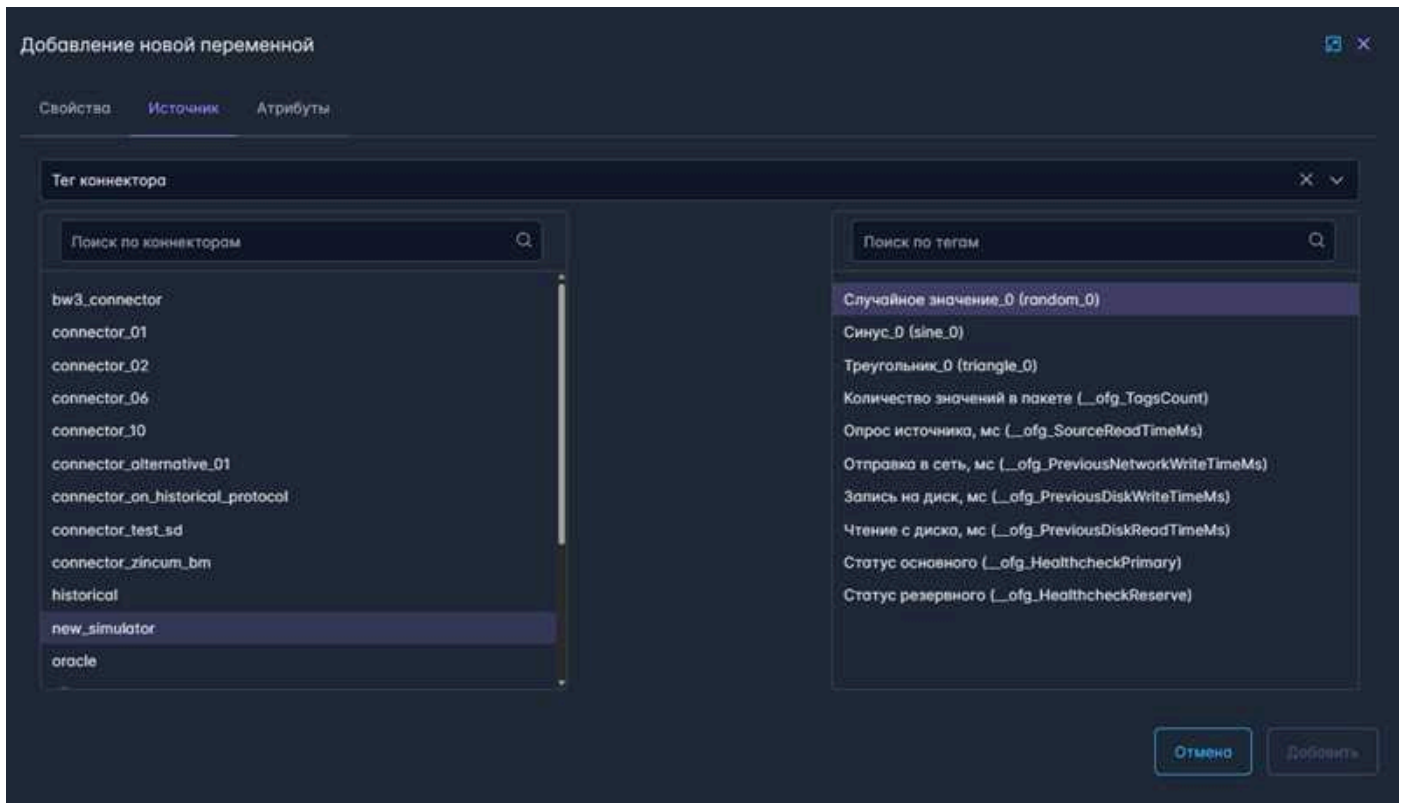 Добавление новой переменной
Свойства Источник Атрибуты
Тег коннектора
Поиск по коннекторам
bw3_connector
connector_01
connector_02
connector_06
connector_10
connector_alternative_01
connector_on_historical_protocol
connector_test_sd
connector_zincum_bm
historical
new_simulator
oracle
Поиск по тегам
Случайное значение_0 (random_0)
Синус_0 (sine_0)
Треугольник_0 (triangle_0)
Количество значений в пакете (__ofg_TagsCount)
Опрос источника, мс (__ofg_SourceReadTimeMs)
Отправка в сеть, мс (__ofg_PreviousNetworkWriteTimeMs)
Запись на диск, мс (__ofg_PreviousDiskWriteTimeMs)
Чтение с диска, мс (__ofg_PreviousDiskReadTimeMs)
Статус основного (__ofg_HealthcheckPrimary)
Статус резервного (__ofg_HealthcheckReserve)
Отмена Добавить